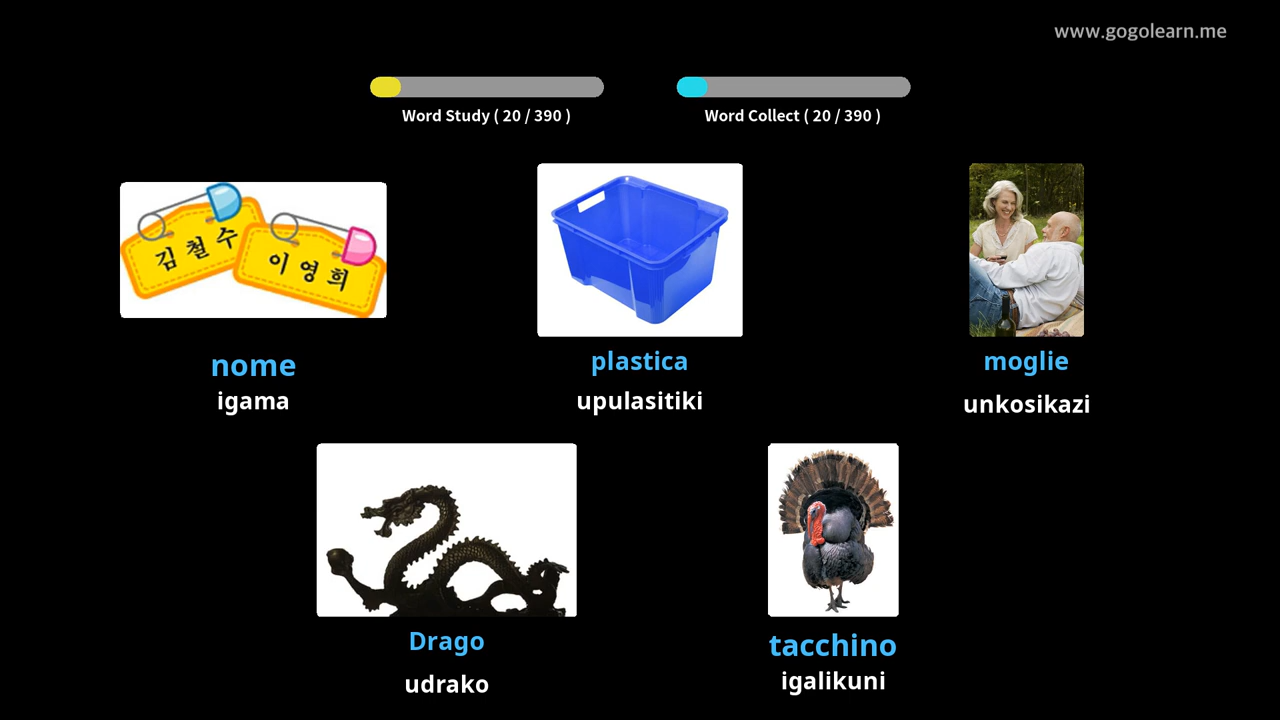 www.gogolearn.me
Word Study ( 20 / 390 )
Word Collect ( 20 / 390 )
김철수
이영희
nome
igama
plastica
upulasitiki
moglie
unkosikazi
Drago
udrako
tacchino
igalikuni